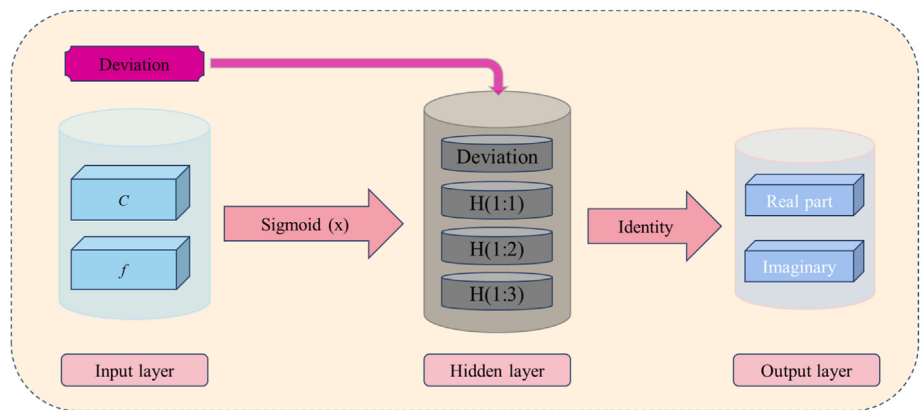 Deviation
C
f
Sigmoid (x)
Deviation
H(1:1)
H(1:2)
H(1:3)
Identity
Real part
Imaginary
Input layer
Hidden layer
Output layer